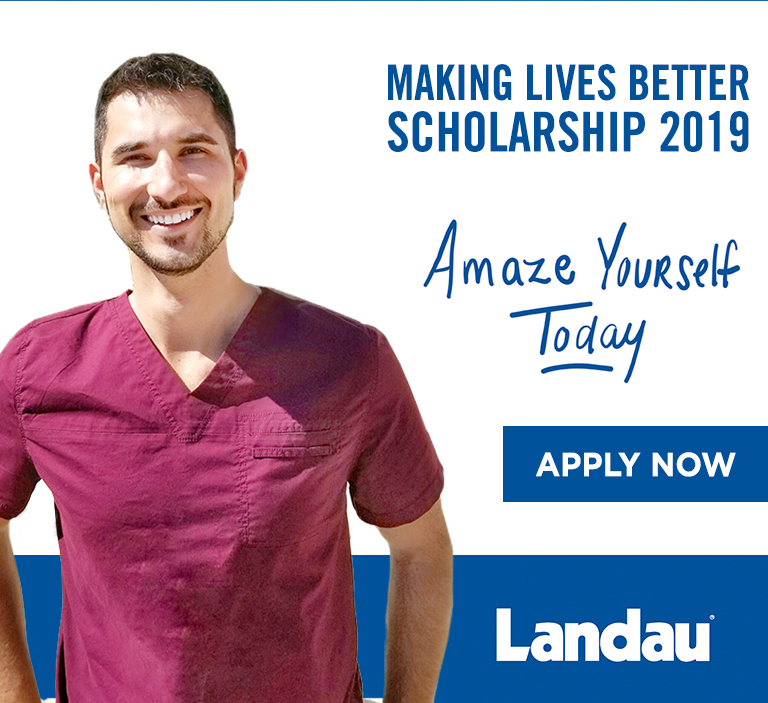 MAKING LIVES BETTER
SCHOLARSHIP 2019
Amaze Yourself
Today
APPLY NOW
Landau®